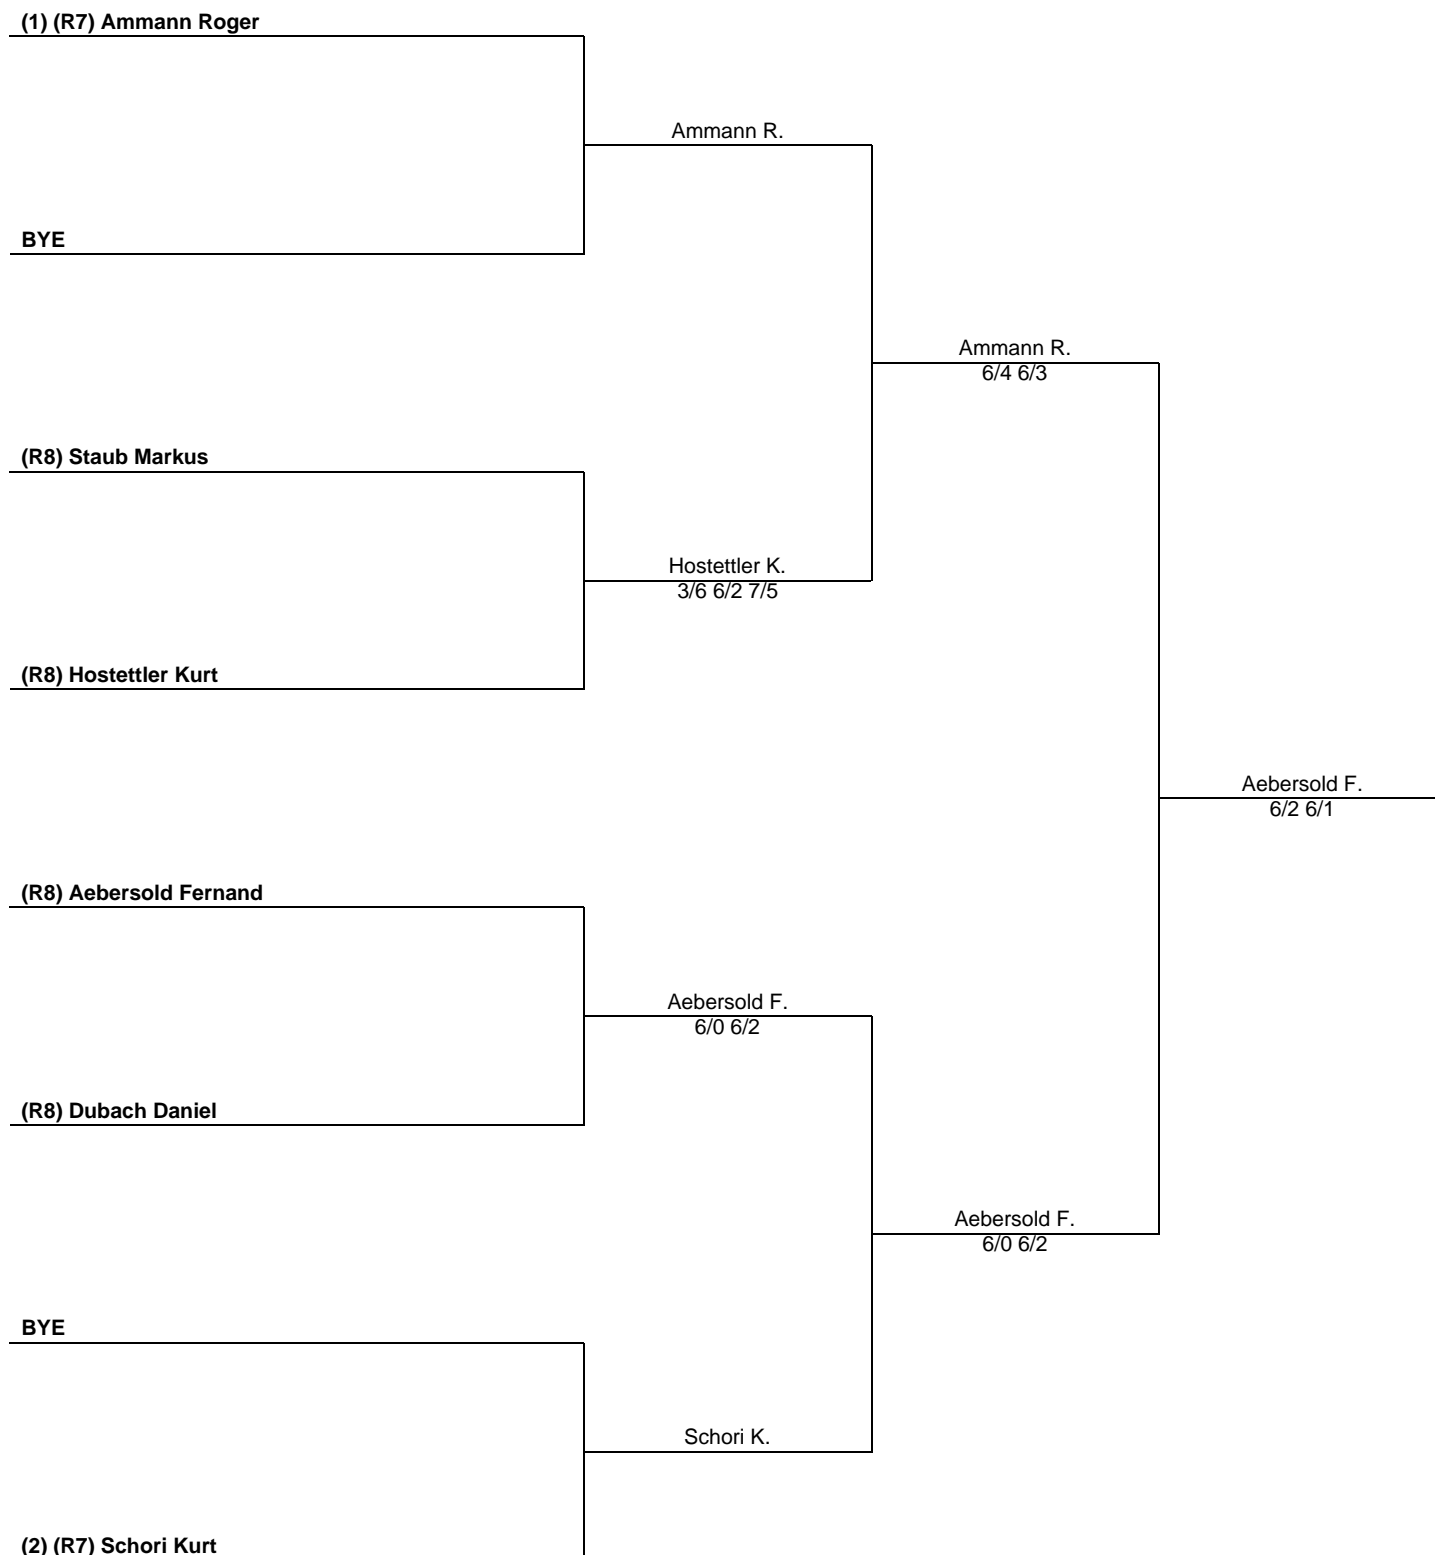 (1) (R7) Ammann Roger
Ammann R.
BYE
Ammann R.
6/4 6/3
(R8) Staub Markus
Hostettler K.
3/6 6/2 7/5
(R8) Hostettler Kurt
Aebersold F.
6/2 6/1
(R8) Aebersold Fernand
Aebersold F.
6/0 6/2
(R8) Dubach Daniel
Aebersold F.
6/0 6/2
BYE
Schori K.
(2) (R7) Schori Kurt